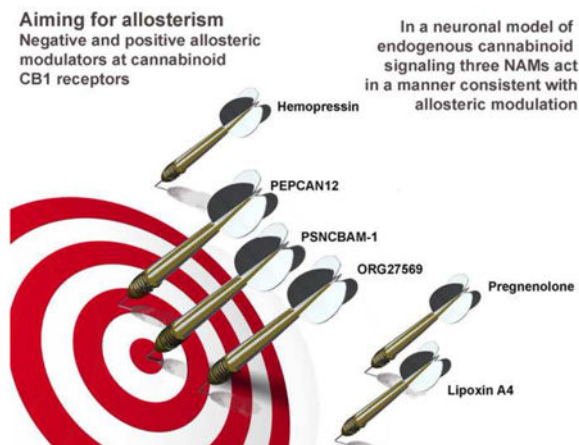 Aiming for allosterism
Negative and positive allosteric
modulators at cannabinoid
CB1 receptors
In a neuronal model of
endogenous cannabinoid
signaling three NAMs act
in a manner consistent with
allosteric modulation
Hemopressin
PEPCAN12
PSNCBAM-1
ORG27569
Pregnenolone
Lipoxin A4